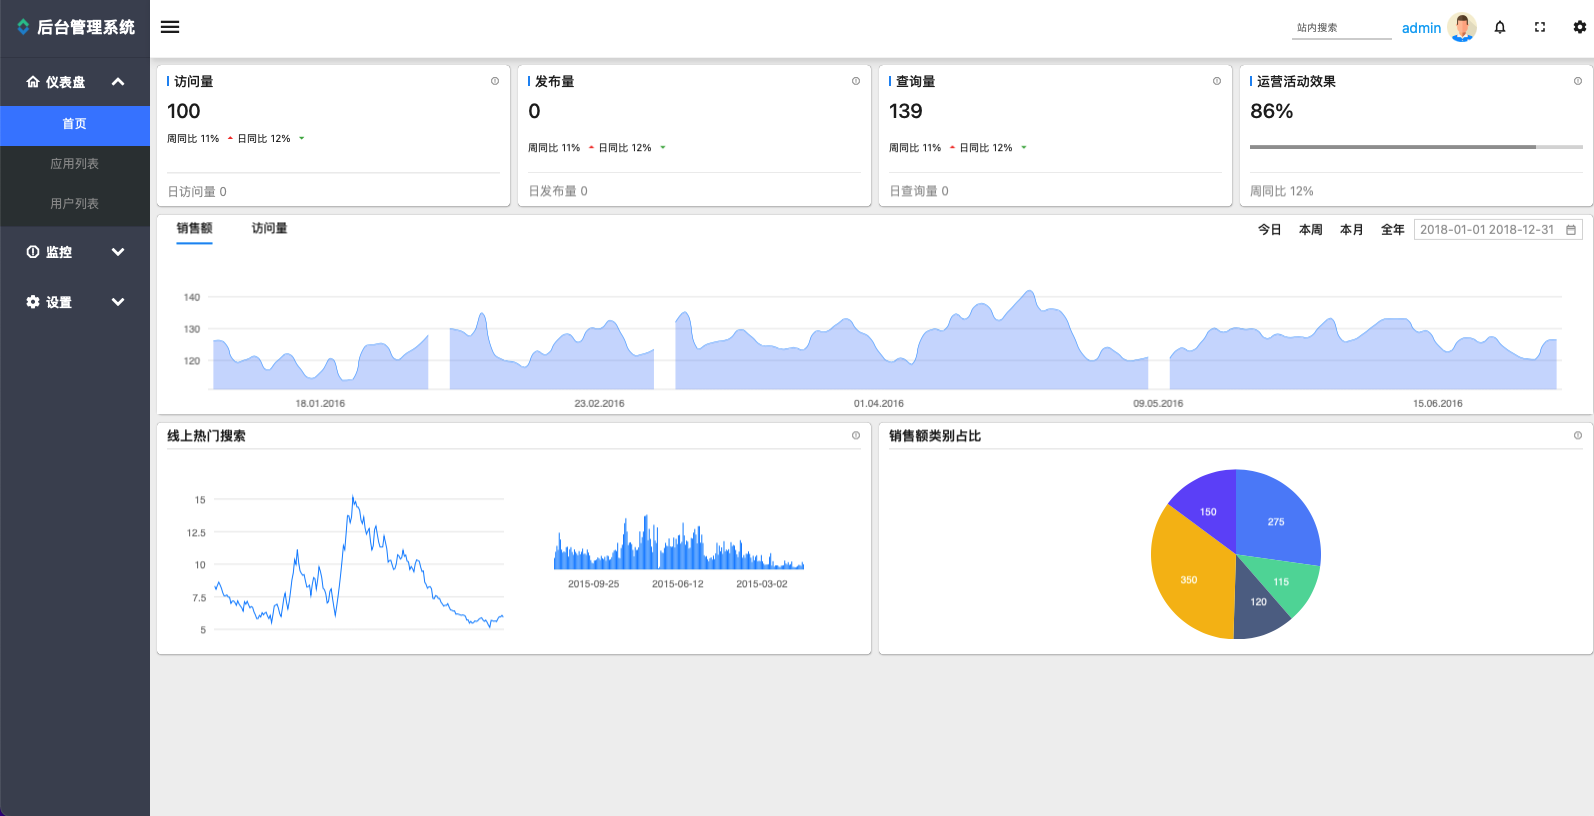 后台管理系统
站内搜索
admin
仪表盘
首页
应用列表
用户列表
监控
设置
访问量
100
周同比 11% 日同比 12%
日访问量 0
发布量
0
周同比 11% 日同比 12%
日发布量 0
查询量
139
周同比 11% 日同比 12%
日查询量 0
运营活动效果
86%
周同比 12%
销售额 访问量
今日 本周 本月 全年 2018-01-01 2018-12-31
140
130
120
18.01.2016 23.02.2016 01.04.2016 09.05.2016 15.06.2016
线上热门搜索
15
12.5
10
7.5
5
2015-09-25 2015-06-12 2015-03-02
销售额类别占比
150
275
350
115
120